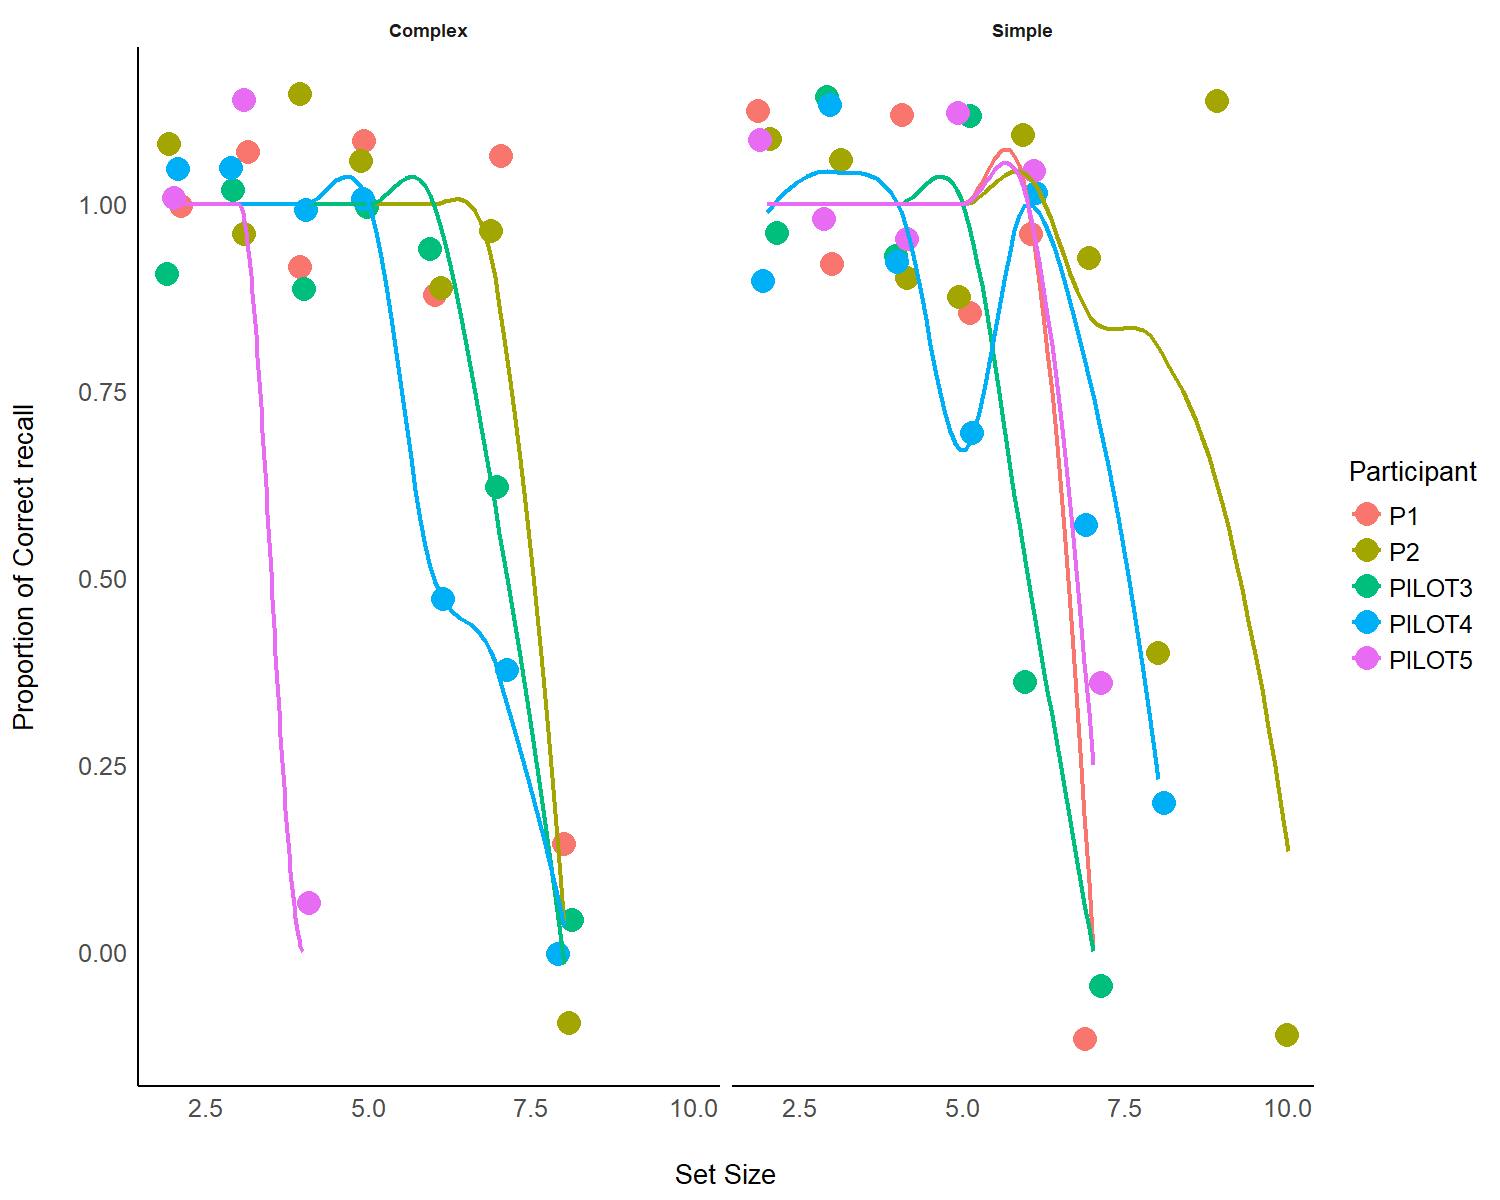 Complex
Simple
Proportion of Correct recall
1.00
0.75
0.50
0.25
0.00
2.5 5.0 7.5 10.0 2.5 5.0 7.5 10.0
Set Size
Participant
P1
P2
PILOT3
PILOT4
PILOT5